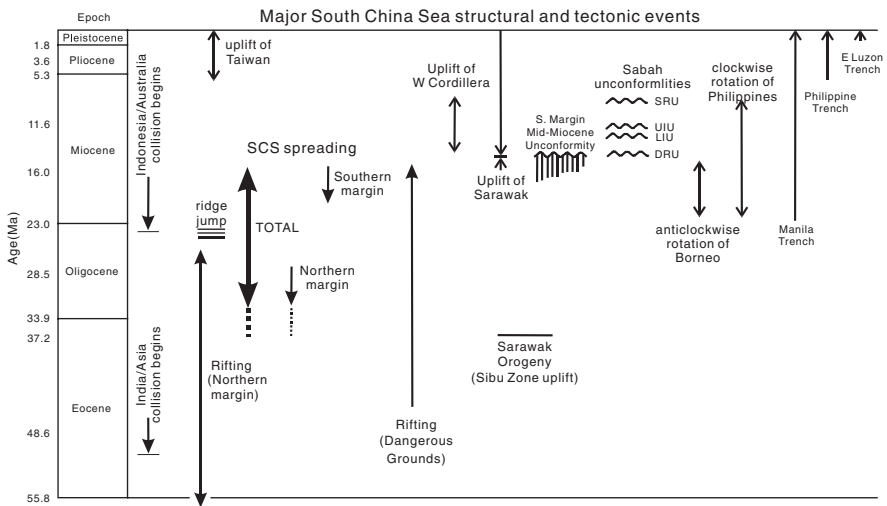 Epoch
Major South China Sea structural and tectonic events
Pleistocene
1.8
Pliocene
3.6
5.3
Miocene
11.6
16.0
23.0
Oligocene
28.5
33.9
37.2
Eocene
48.6
55.8
Age(Ma)
Indonesia/Australia
collision begins
India/Asia
collision begins
uplift of
Taiwan
SCS spreading
ridge
jump
TOTAL
Southern
margin
Northern
margin
Rifting
(Northern
margin)
Rifting
(Dangerous
Grounds)
Uplift of
W Cordillera
Uplift of
Sarawak
Sarawak
Orogeny
(Sibu Zone uplift)
S. Margin
Mid-Miocene
Unconformity
Sabah
unconformlities
SRU
UIU
LIU
DRU
clockwise
rotation of
Philippines
anticlockwise
rotation of
Borneo
Manila
Trench
Philippine
Trench
E Luzon
Trench